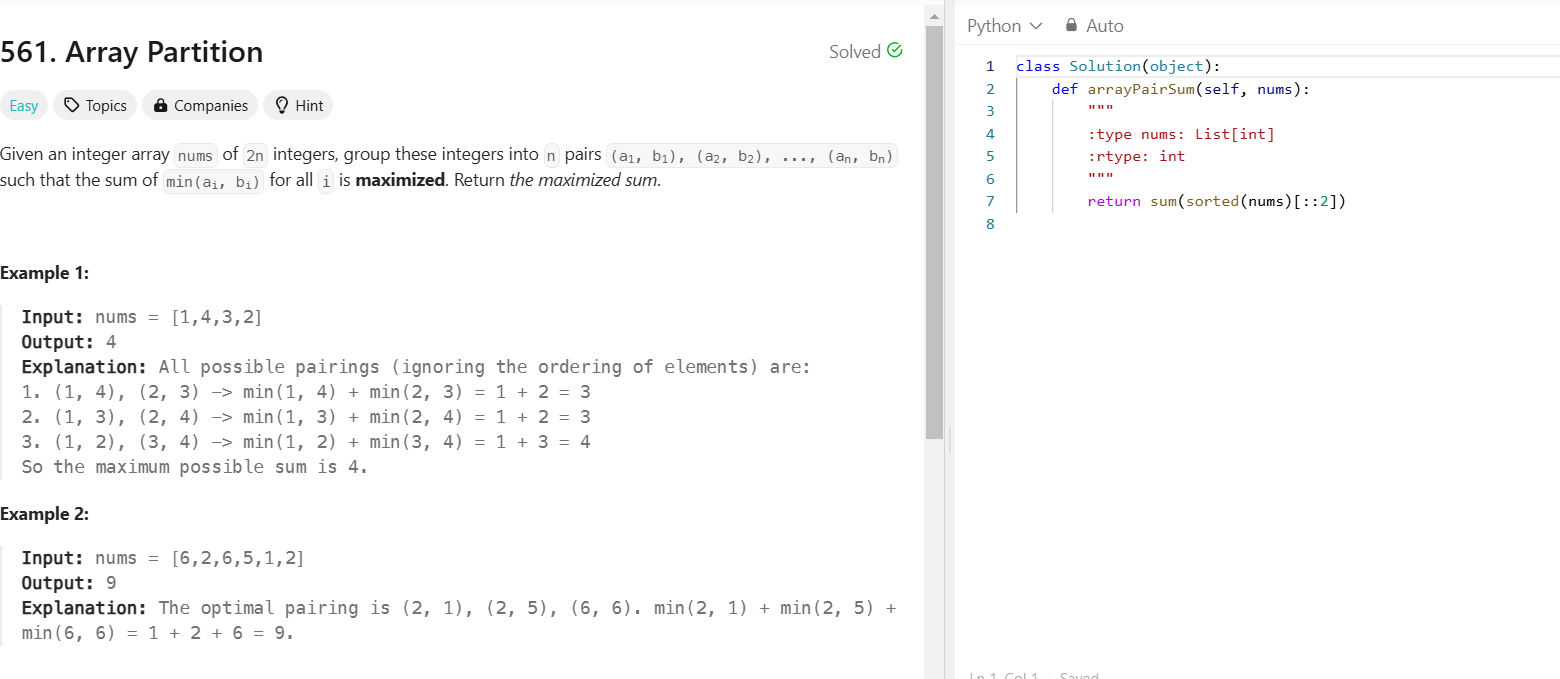 561. Array Partition
Solved
Easy Topics Companies Hint
Given an integer array nums of 2n integers, group these integers into n pairs (a₁, b₁), (a₂, b₂), ..., (aₙ, bₙ)
such that the sum of min(aᵢ, bᵢ) for all i is maximized. Return the maximized sum.
Example 1:
Input: nums = [1,4,3,2]
Output: 4
Explanation: All possible pairings (ignoring the ordering of elements) are:
1. (1, 4), (2, 3) -> min(1, 4) + min(2, 3) = 1 + 2 = 3
2. (1, 3), (2, 4) -> min(1, 3) + min(2, 4) = 1 + 2 = 3
3. (1, 2), (3, 4) -> min(1, 2) + min(3, 4) = 1 + 3 = 4
So the maximum possible sum is 4.
Example 2:
Input: nums = [6,2,6,5,1,2]
Output: 9
Explanation: The optimal pairing is (2, 1), (2, 5), (6, 6). min(2, 1) + min(2, 5) +
min(6, 6) = 1 + 2 + 6 = 9.
Python Auto
1 class Solution(object):
2 def arrayPairSum(self, nums):
3 """
4 :type nums: List[int]
5 :rtype: int
6 """
7 return sum(sorted(nums)[::2])
8
Ln 1, Col 1 Saved